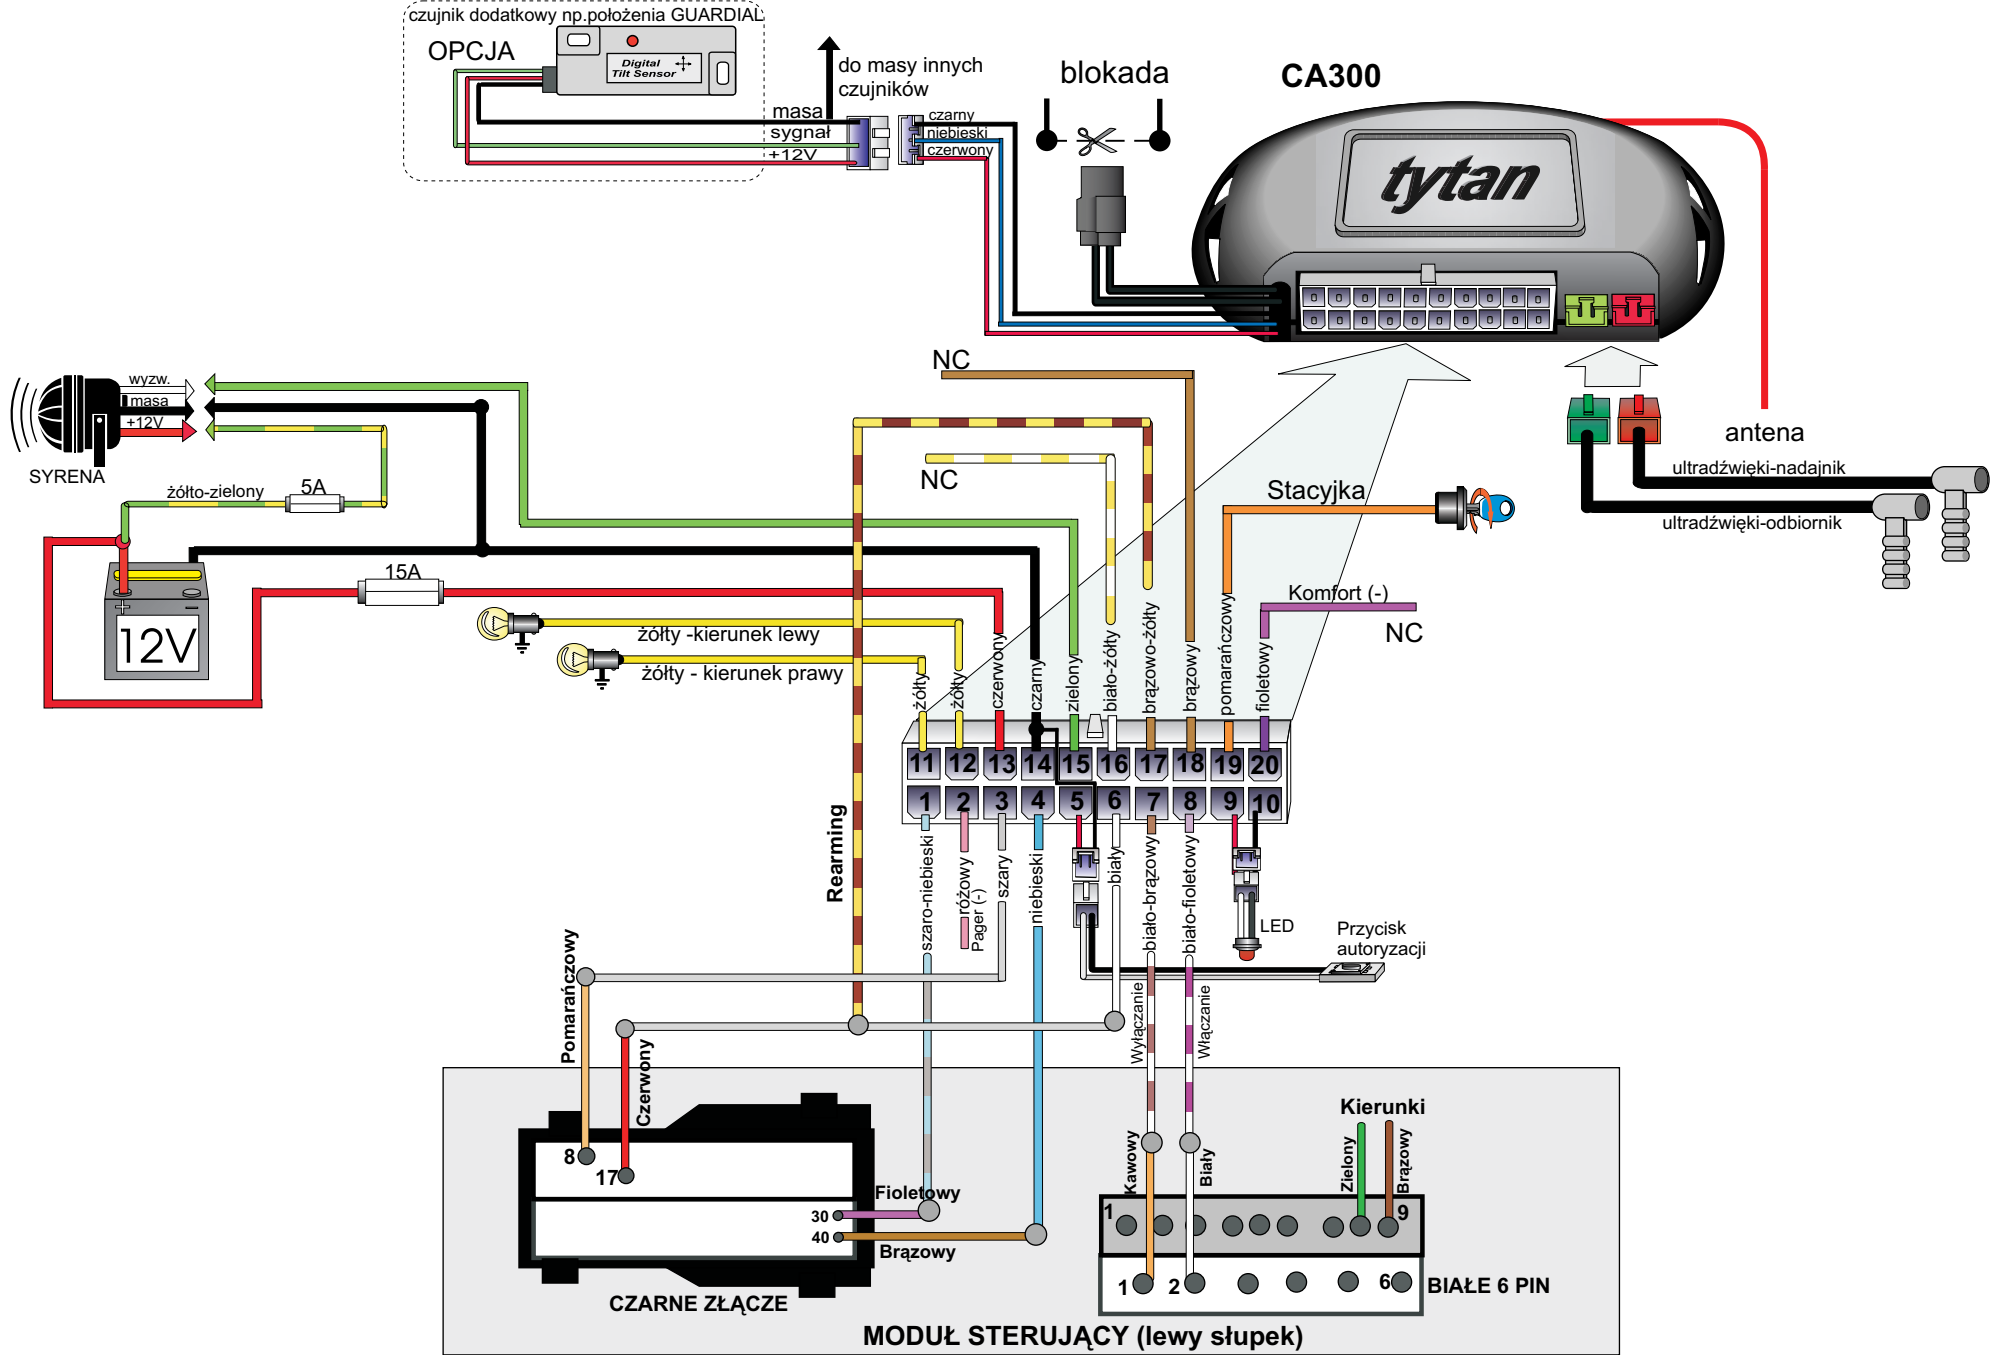 czujnik dodatkowy np.położenia GUARDIAL
OPCJA
Digital
Tilt Sensor
masa
sygnał
+12V
do masy innych
czujników
czarny
niebieski
czerwony
blokada
CA300
tytan
antena
ultradźwięki-nadajnik
ultradźwięki-odbiornik
wyzw.
masa
+12V
SYRENA
żółto-zielony
5A
15A
+ −
12V
NC
NC
Stacyjka
Komfort (-)
NC
żółty -kierunek lewy
żółty - kierunek prawy
żółty
żółty
czerwony
czarny
zielony
biało-żółty
brązowo-żółty
brązowy
pomarańczowy
fioletowy
11 12 13 14 15 16 17 18 19 20
1 2 3 4 5 6 7 8 9 10
Rearming
szaro-niebieski
różowy
Pager (-)
szary
niebieski
biały
biało-brązowy
biało-fioletowy
LED
Przycisk
autoryzacji
Wyłączanie
Włączanie
Pomarańczowy
Czerwony
8
17
Fioletowy
30
40
Brązowy
CZARNE ZŁĄCZE
Kawowy
Biały
Kierunki
Zielony
Brązowy
1 9
1 2 6
BIAŁE 6 PIN
MODUŁ STERUJĄCY (lewy słupek)